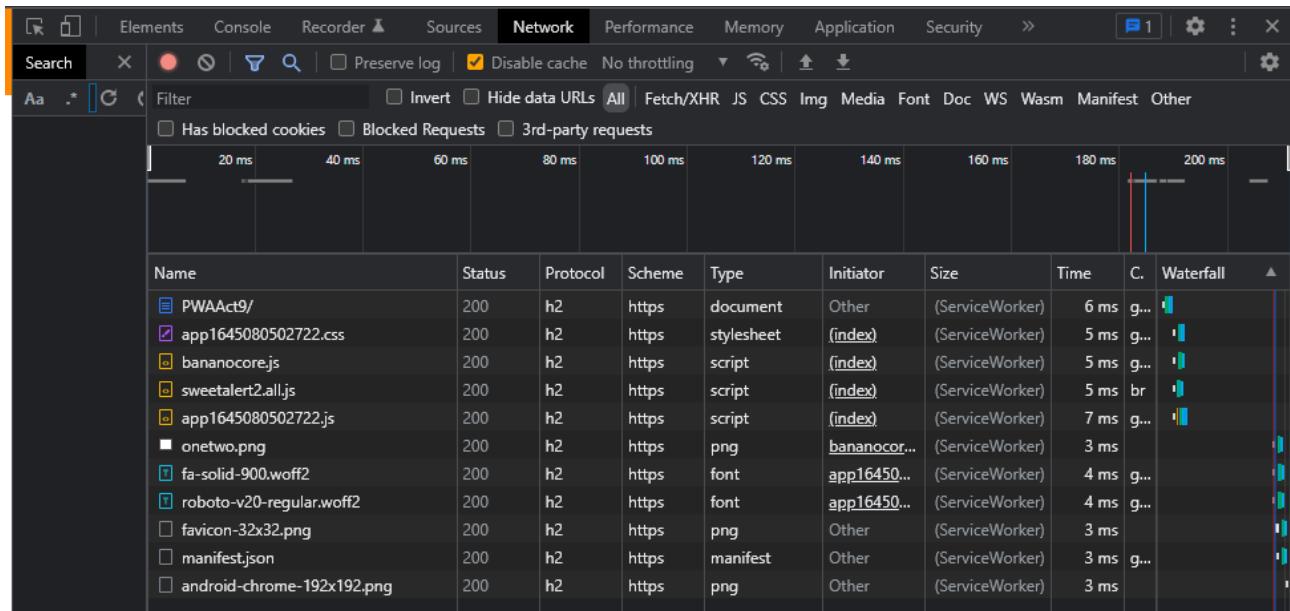 Elements Console Recorder Sources Network Performance Memory Application Security » 1
Search No throttling Preserve log Disable cache
Aa .* Filter Invert Hide data URLs All Fetch/XHR JS CSS Img Media Font Doc WS Wasm Manifest Other
Has blocked cookies Blocked Requests 3rd-party requests
20 ms 40 ms 60 ms 80 ms 100 ms 120 ms 140 ms 160 ms 180 ms 200 ms
Name Status Protocol Scheme Type Initiator Size Time C. Waterfall
PWAAct9/ 200 h2 https document Other (ServiceWorker) 6 ms g...
app1645080502722.css 200 h2 https stylesheet (index) (ServiceWorker) 5 ms g...
bananocore.js 200 h2 https script (index) (ServiceWorker) 5 ms g...
sweetalert2.all.js 200 h2 https script (index) (ServiceWorker) 5 ms br
app1645080502722.js 200 h2 https script (index) (ServiceWorker) 7 ms g...
onetwo.png 200 h2 https png bananocor... (ServiceWorker) 3 ms
fa-solid-900.woff2 200 h2 https font app16450... (ServiceWorker) 4 ms g...
roboto-v20-regular.woff2 200 h2 https font app16450... (ServiceWorker) 4 ms g...
favicon-32x32.png 200 h2 https png Other (ServiceWorker) 3 ms
manifest.json 200 h2 https manifest Other (ServiceWorker) 3 ms g...
android-chrome-192x192.png 200 h2 https png Other (ServiceWorker) 3 ms